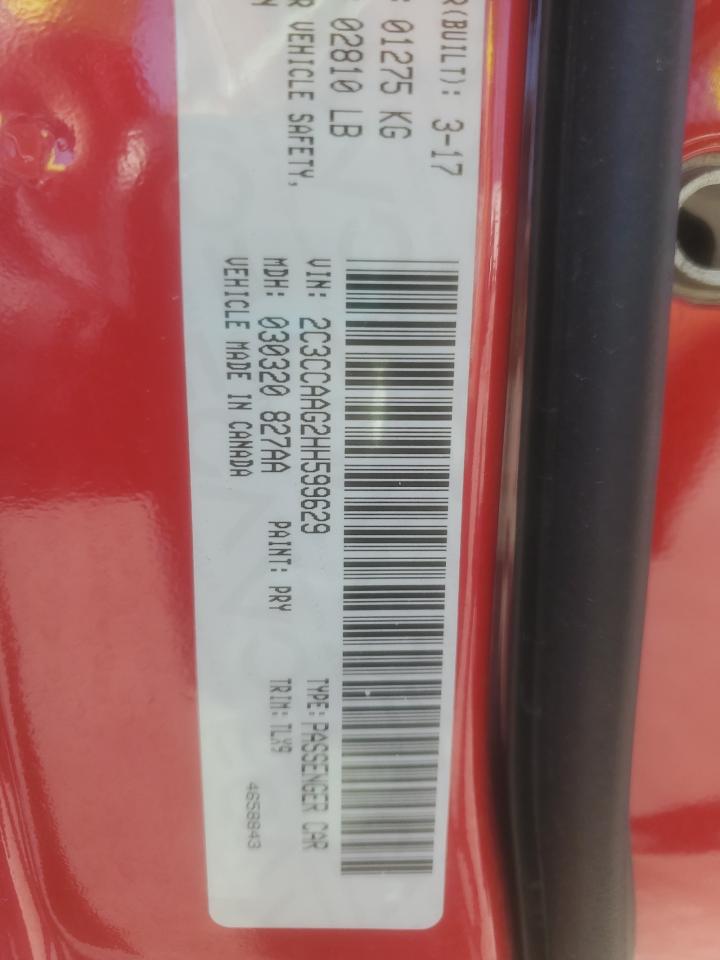 R(BUILT): 3-17
: 01275 KG
: 02810 LB
R VEHICLE SAFETY,
Y
VIN: 2C3CCAAG2HH599629
TYPE: PASSENGER CAR
MDH: 030320 827AA
PAINT: PRY
TRIM: TLX9
VEHICLE MADE IN CANADA
4658843